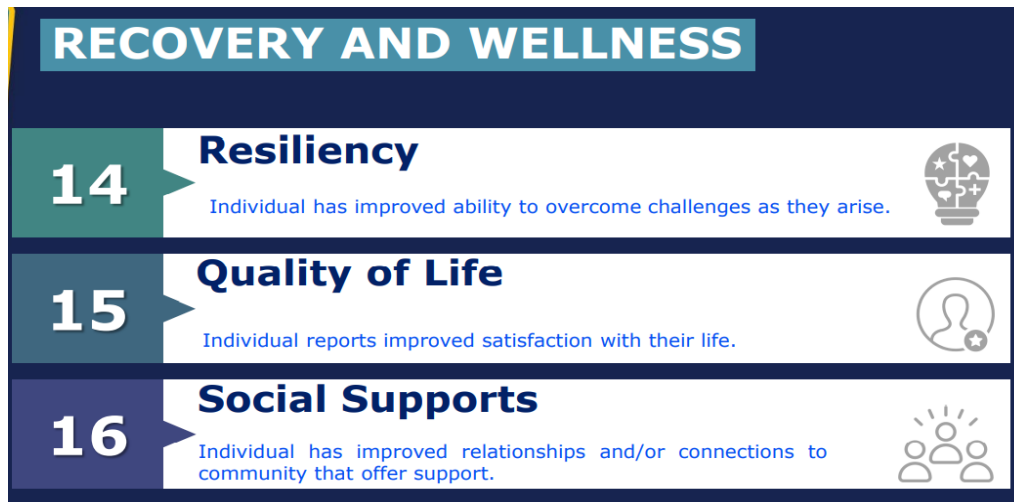 RECOVERY AND WELLNESS
14
Resiliency
Individual has improved ability to overcome challenges as they arise.
15
Quality of Life
Individual reports improved satisfaction with their life.
16
Social Supports
Individual has improved relationships and/or connections to
community that offer support.